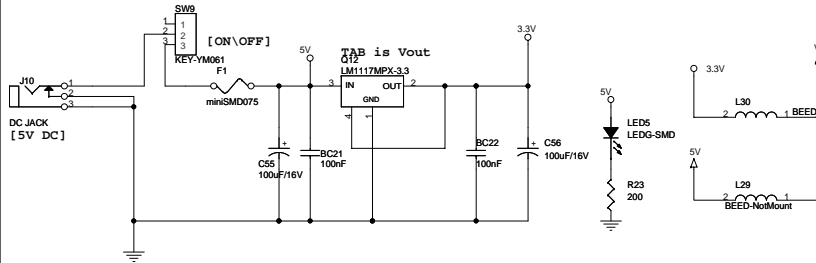 SW9
1
2
3
1
2
3
KEY-YM061
[ON\OFF]
J10
1
2
3
DC JACK
[5V DC]
F1
miniSMD075
5V
TAB is Vout
Q12
LM1117MPX-3.3
3
IN
OUT
2
GND
4
1
3.3V
+
C55
100uF/16V
BC21
100nF
BC22
100nF
+
C56
100uF/16V
5V
LED5
LEDG-SMD
R23
200
3.3V
L30
2
1
BEED
5V
L29
2
1
BEED-NotMount